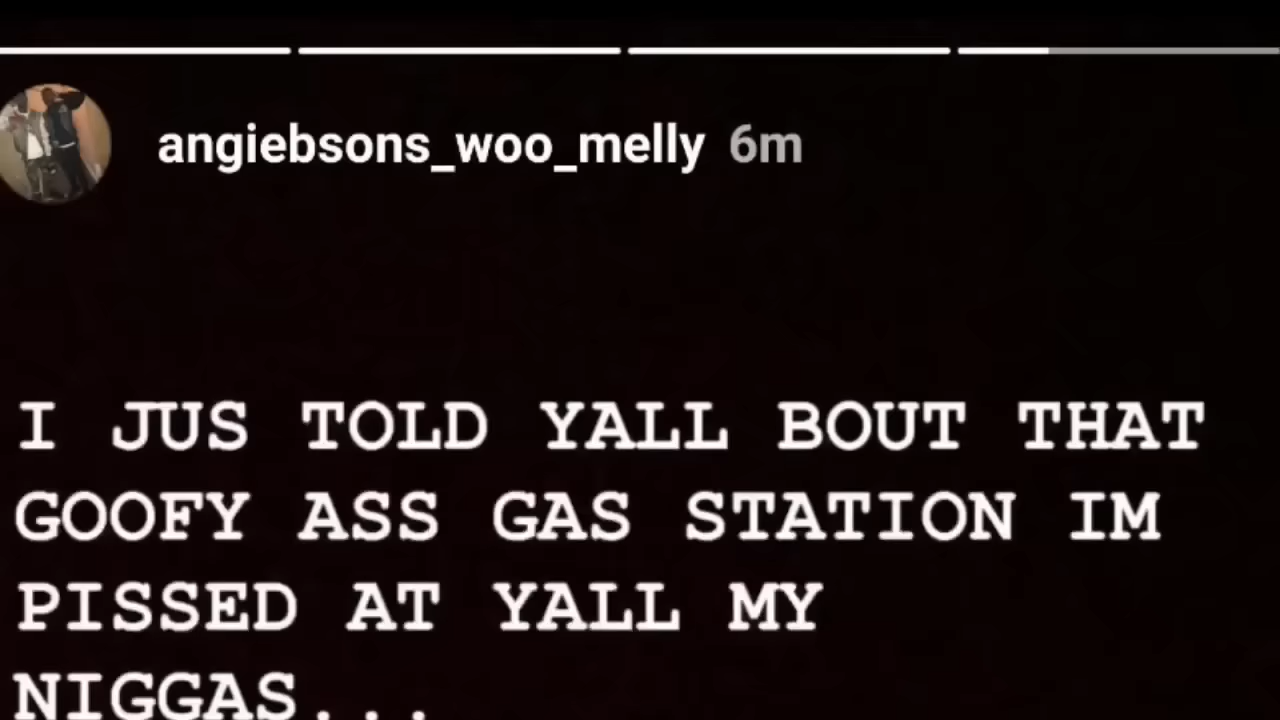 angiebsons_woo_melly 6m
I JUS TOLD YALL BOUT THAT
GOOFY ASS GAS STATION IM
PISSED AT YALL MY
NIGGAS...